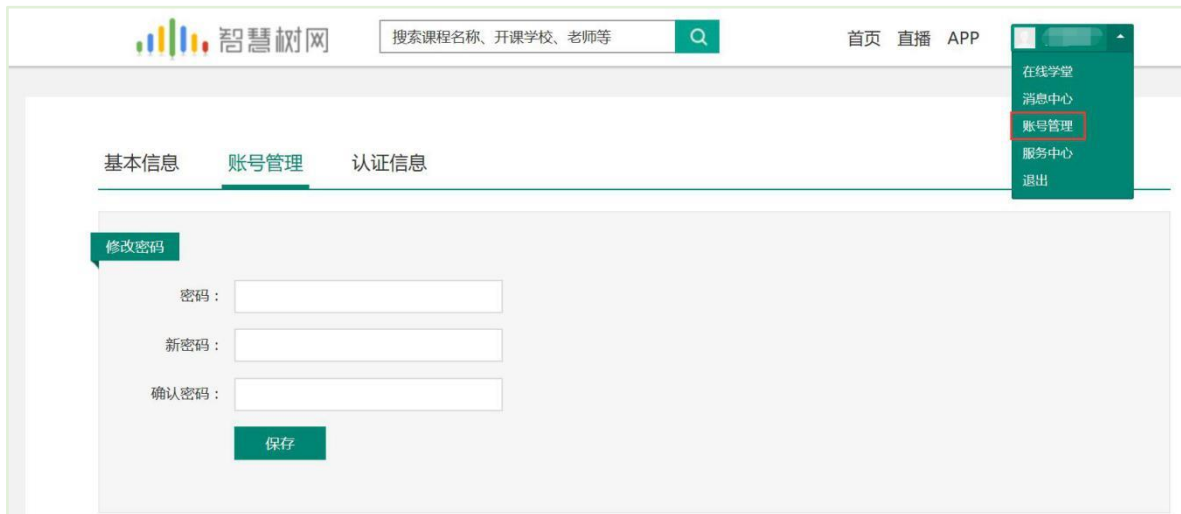 智慧树网
搜索课程名称、开课学校、老师等
首页 直播 APP
在线学堂
消息中心
账号管理
服务中心
退出
基本信息 账号管理 认证信息
修改密码
密码：
新密码：
确认密码：
保存